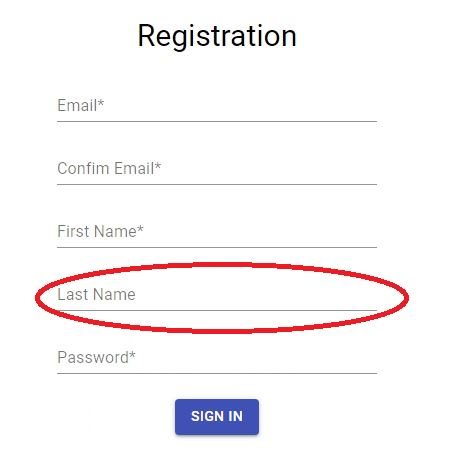 Registration
Email*
Confim Email*
First Name*
Last Name
Password*
SIGN IN